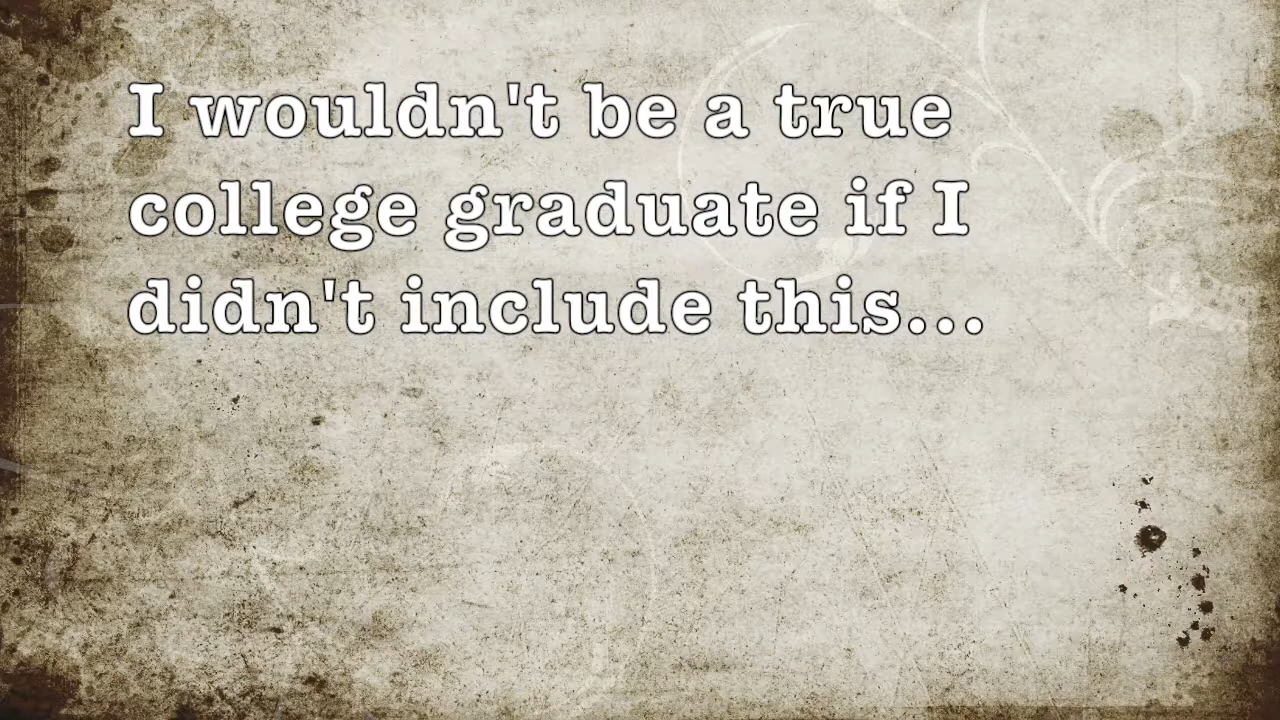 I wouldn't be a true
college graduate if I
didn't include this...